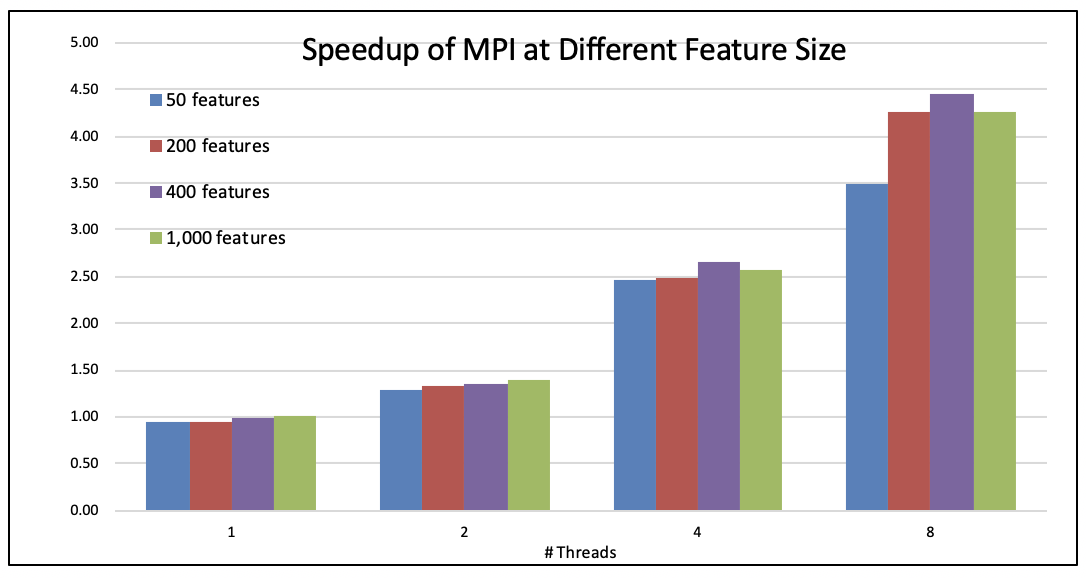 Speedup of MPI at Different Feature Size
5.00
4.50
4.00
3.50
3.00
2.50
2.00
1.50
1.00
0.50
0.00
50 features
200 features
400 features
1,000 features
1 2 4 8
# Threads